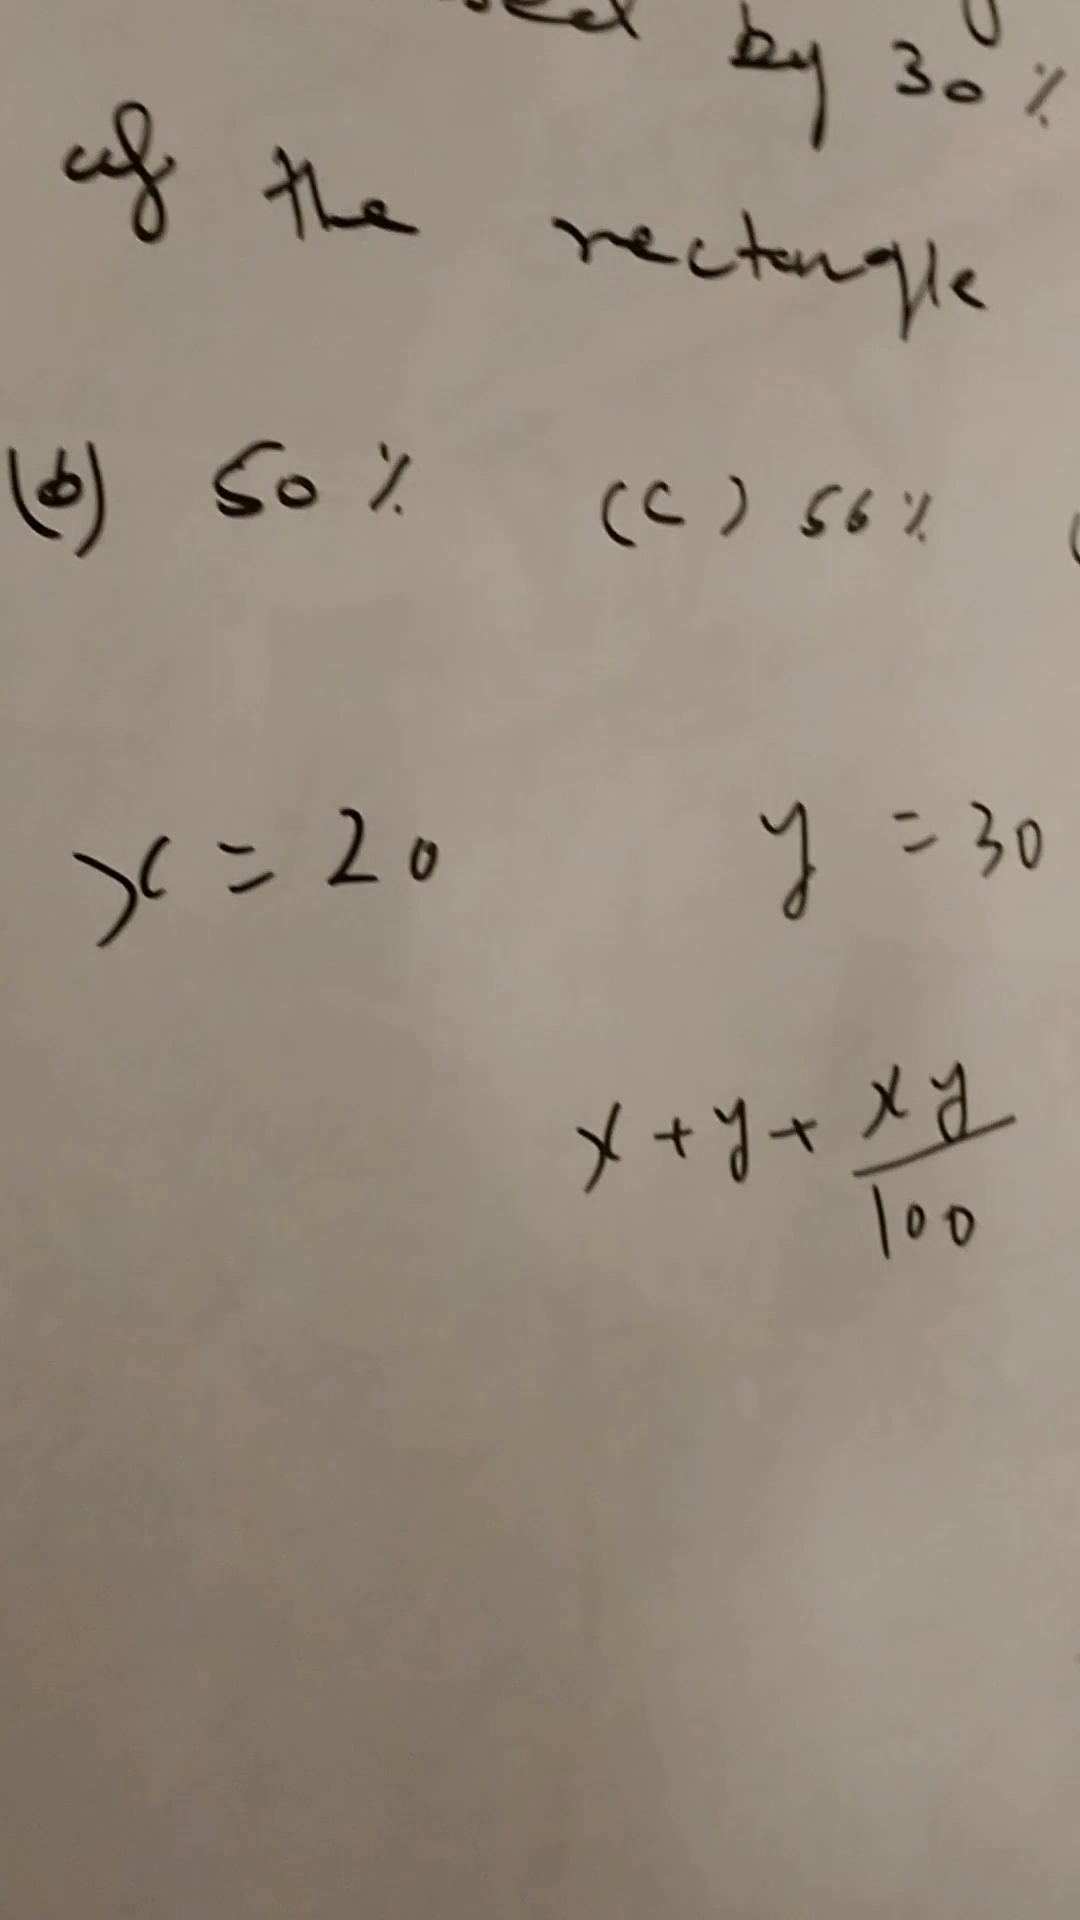 by 30%
of the rectangle
(b) 50% (c) 56%
x = 20 y = 30
x + y + xy/100